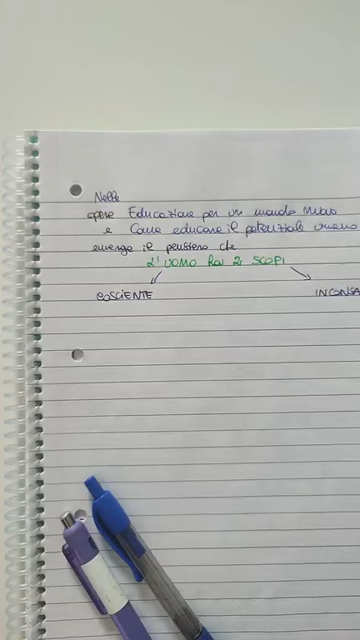 Nelle
opere Educazione per un mondo nuovo
e Come educare il potenziale umano
emerge il pensiero che
L'UOMO ha 2 SCOPI
COSCIENTE INCONSA